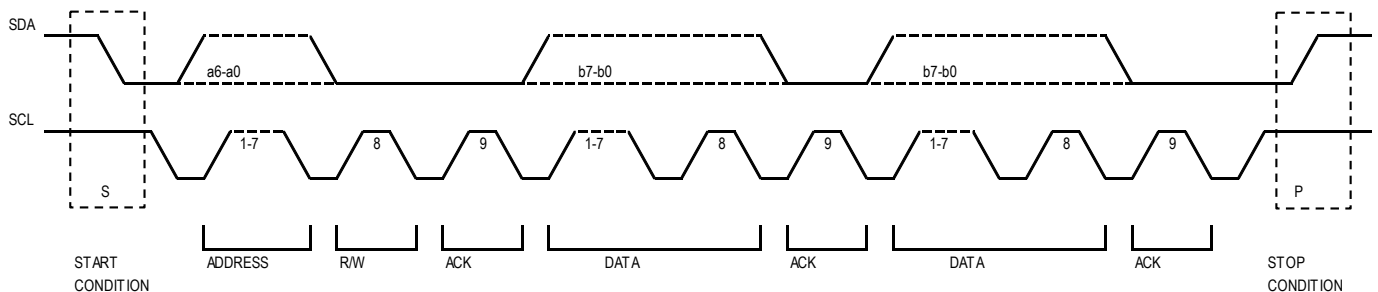 SDA
a6-a0 b7-b0 b7-b0
SCL
1-7 8 9 1-7 8 9 1-7 8 9
S P
START CONDITION
ADDRESS
R/W
ACK
DATA
ACK
DATA
ACK
STOP CONDITION